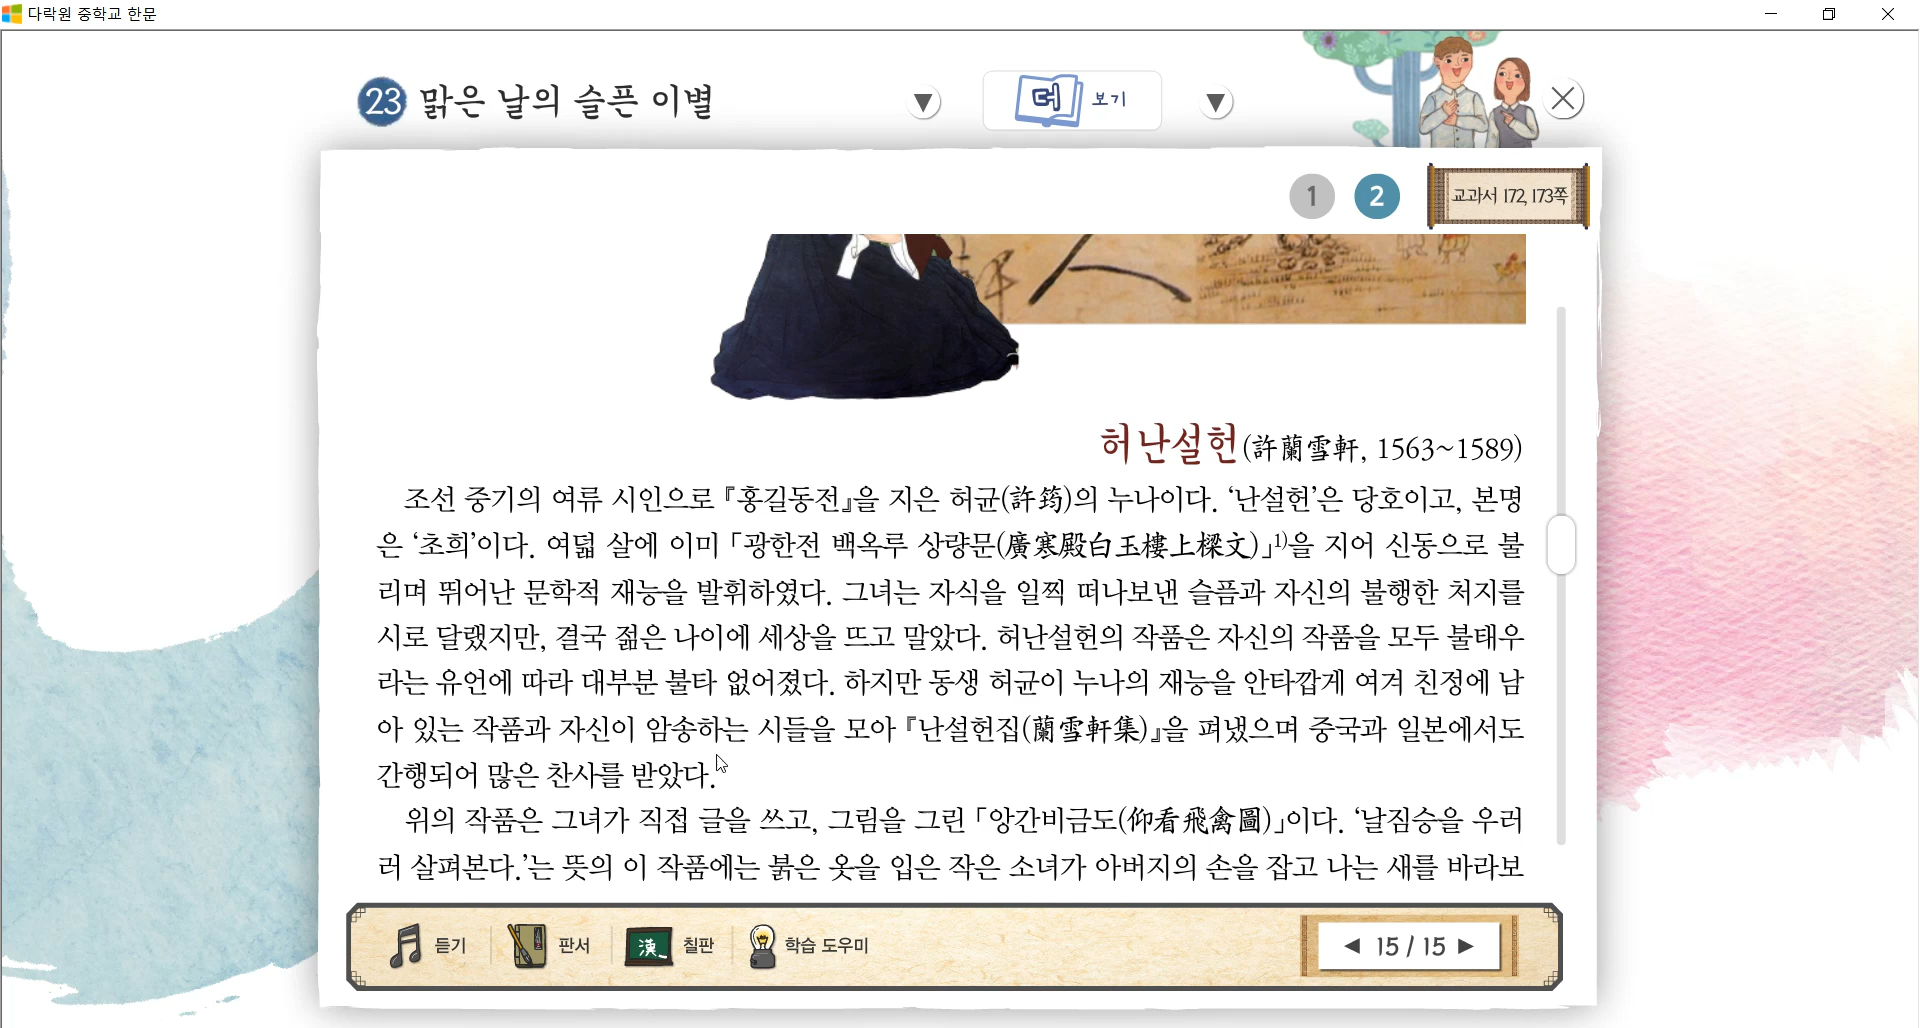 다락원 중학교 한문
23 맑은 날의 슬픈 이별
더 보기
1 2 교과서 172, 173쪽
人
허난설헌(許蘭雪軒, 1563~1589)
조선 중기의 여류 시인으로 『홍길동전』을 지은 허균(許筠)의 누나이다. ‘난설헌’은 당호이고, 본명
은 ‘초희’이다. 여덟 살에 이미 「광한전 백옥루 상량문(廣寒殿白玉樓上樑文)」1)을 지어 신동으로 불
리며 뛰어난 문학적 재능을 발휘하였다. 그녀는 자식을 일찍 떠나보낸 슬픔과 자신의 불행한 처지를
시로 달랬지만, 결국 젊은 나이에 세상을 뜨고 말았다. 허난설헌의 작품은 자신의 작품을 모두 불태우
라는 유언에 따라 대부분 불타 없어졌다. 하지만 동생 허균이 누나의 재능을 안타깝게 여겨 친정에 남
아 있는 작품과 자신이 암송하는 시들을 모아 『난설헌집(蘭雪軒集)』을 펴냈으며 중국과 일본에서도
간행되어 많은 찬사를 받았다.
위의 작품은 그녀가 직접 글을 쓰고, 그림을 그린 「앙간비금도(仰看飛禽圖)」이다. ‘날짐승을 우러
러 살펴본다.’는 뜻의 이 작품에는 붉은 옷을 입은 작은 소녀가 아버지의 손을 잡고 나는 새를 바라보
듣기 판서 漢 칠판 학습 도우미 15 / 15